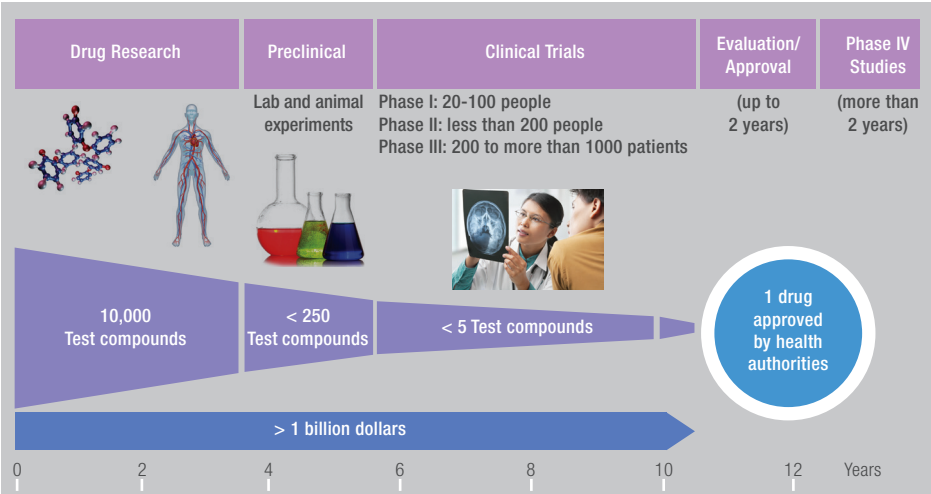 Drug Research
Preclinical
Clinical Trials
Evaluation/
Approval
Phase IV
Studies
Lab and animal
experiments
Phase I: 20-100 people
Phase II: less than 200 people
Phase III: 200 to more than 1000 patients
(up to
2 years)
(more than
2 years)
10,000
Test compounds
< 250
Test compounds
< 5 Test compounds
1 drug
approved
by health
authorities
> 1 billion dollars
0 2 4 6 8 10 12 Years